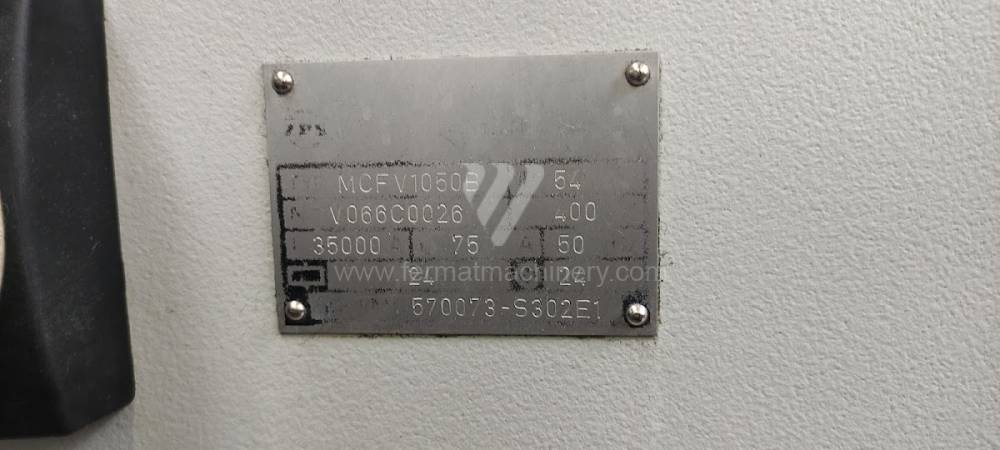 ZPS
MCFV1050B 54
V066C0026 400
35000 A 75 A 50
24 24
570073-S302E1
www.fermatmachinery.com